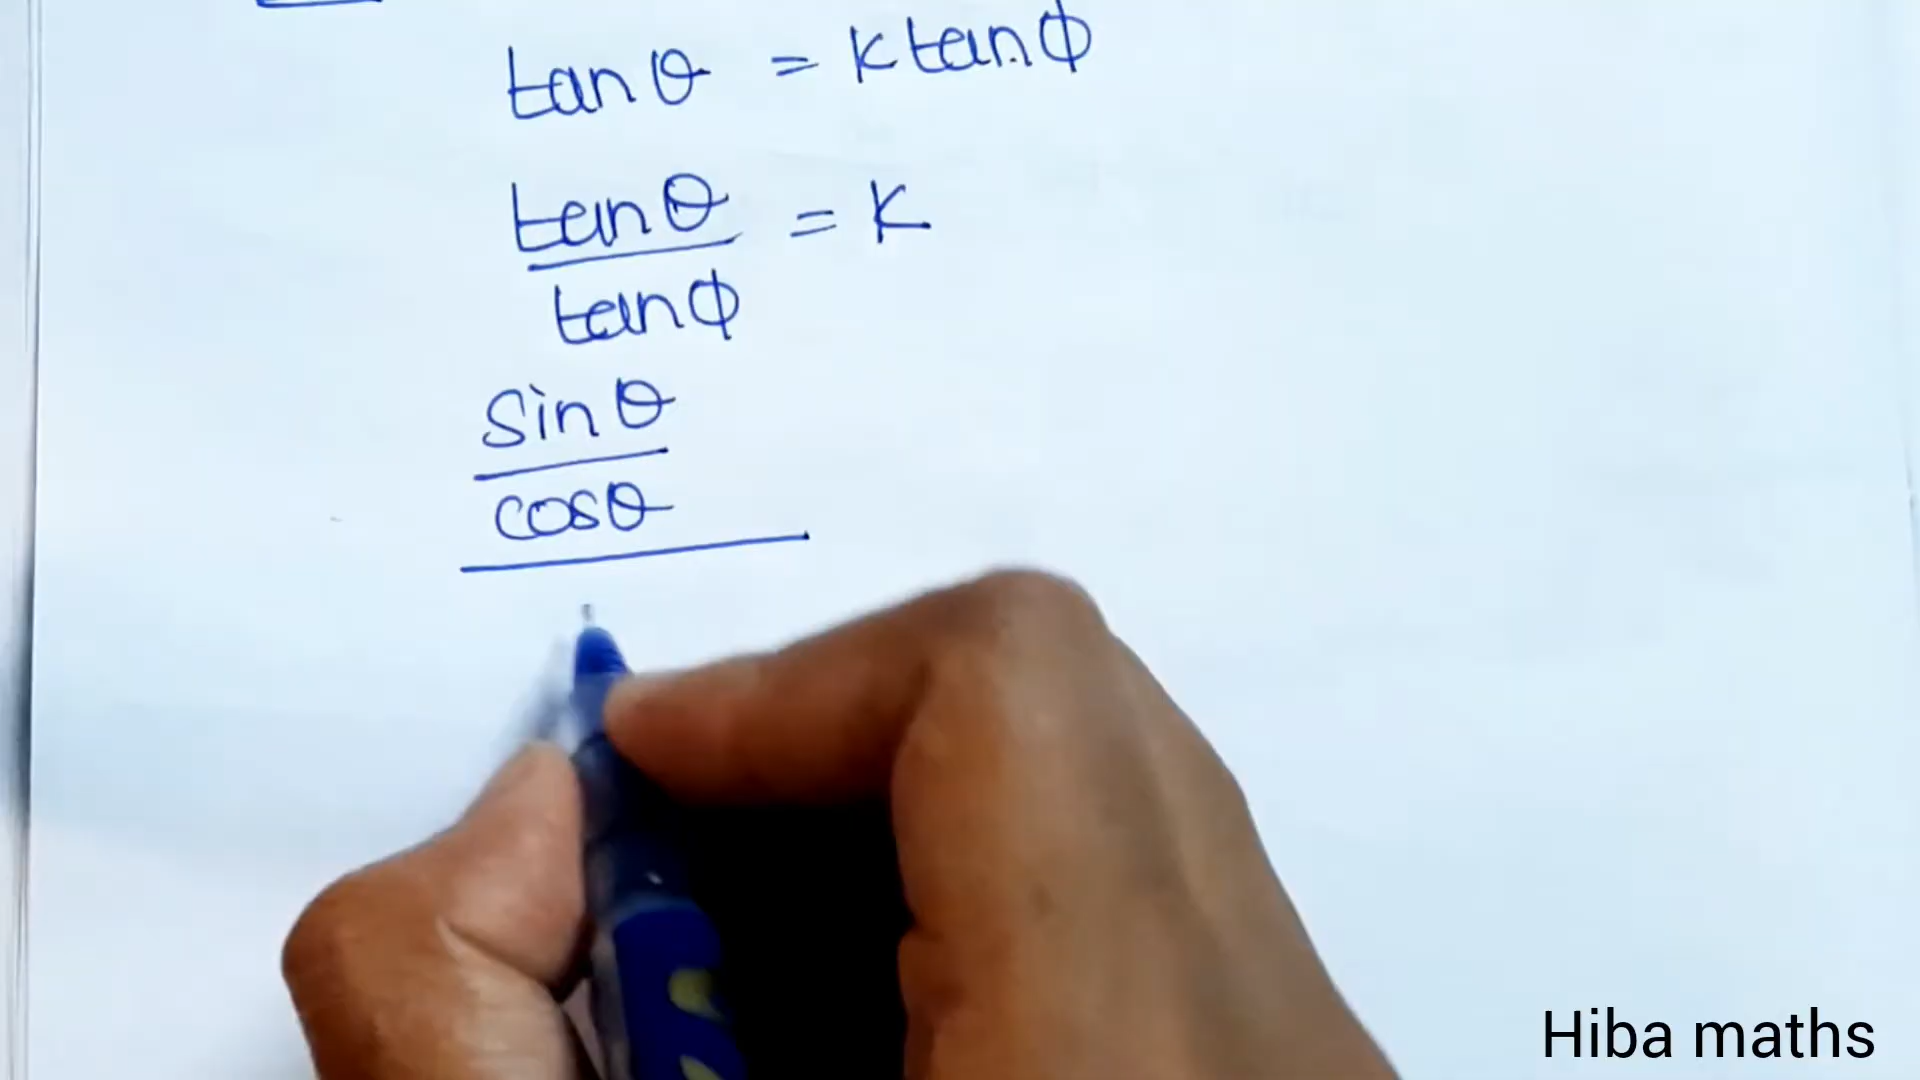 tan θ = k tan ϕ
tan θ / tan ϕ = k
sin θ / cos θ
Hiba maths